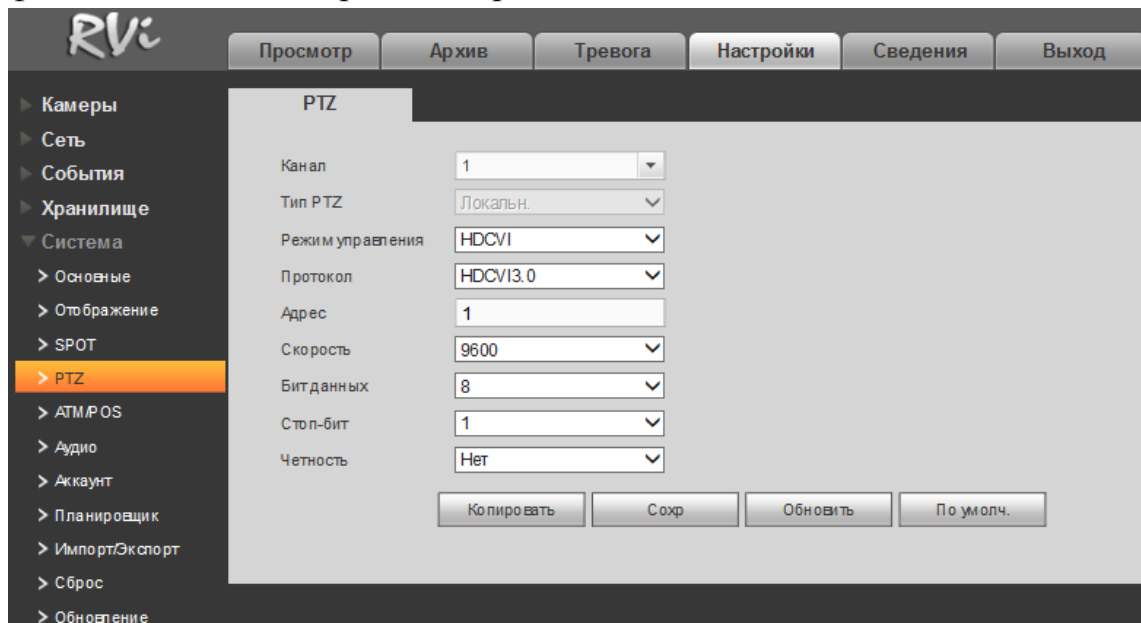 RVi
Просмотр Архив Тревога Настройки Сведения Выход
Камеры
Сеть
События
Хранилище
Система
Основные
Отображение
SPOT
PTZ
ATM/POS
Аудио
Аккаунт
Планировщик
Импорт/Экспорт
Сброс
Обновление
PTZ
Канал 1
Тип PTZ Локальн.
Режим управления HDCVI
Протокол HDCVI3.0
Адрес 1
Скорость 9600
Бит данных 8
Стоп-бит 1
Четность Нет
Копировать Сохр Обновить По умолч.